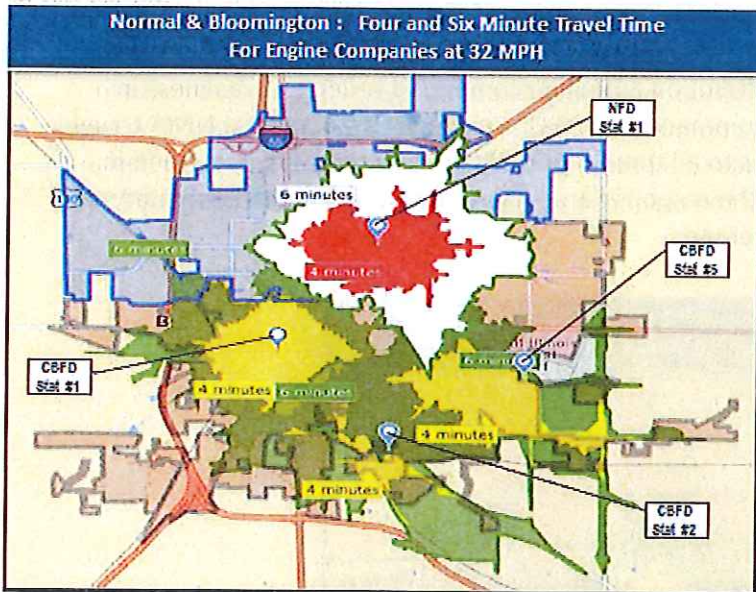 Normal & Bloomington : Four and Six Minute Travel Time
For Engine Companies at 32 MPH
NFD
Stat #1
6 minutes
6 minutes
4 minutes
CBFD
Stat #5
6 min
CBFD
Stat #1
4 minutes
6 minutes
4 minutes
4 minutes
CBFD
Stat #2